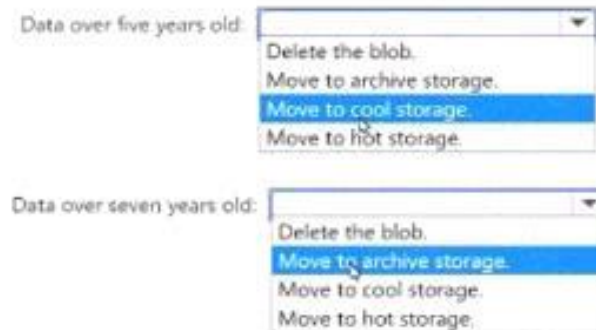 Data over five years old:
Delete the blob.
Move to archive storage.
Move to cool storage.
Move to hot storage.
Data over seven years old:
Delete the blob.
Move to archive storage.
Move to cool storage.
Move to hot storage.